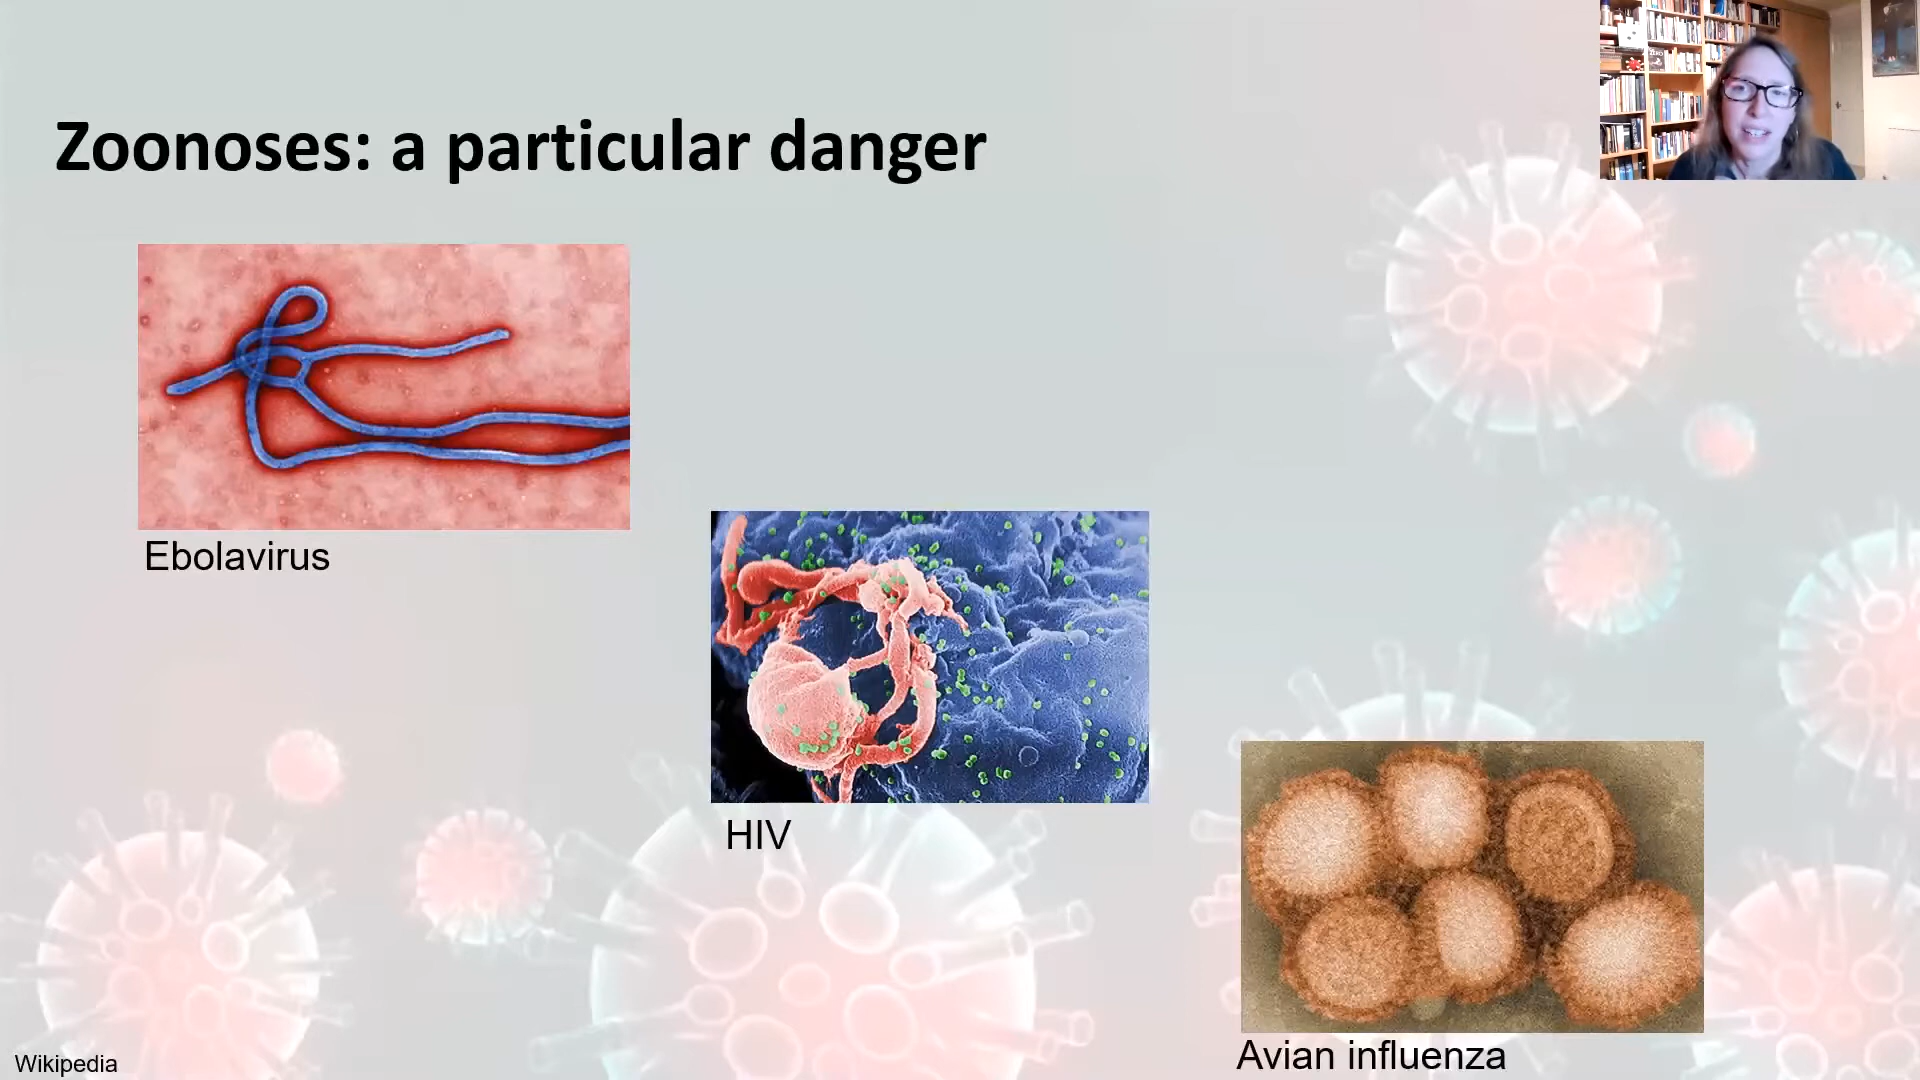 Zoonoses: a particular danger
Ebolavirus
HIV
Avian influenza
Wikipedia